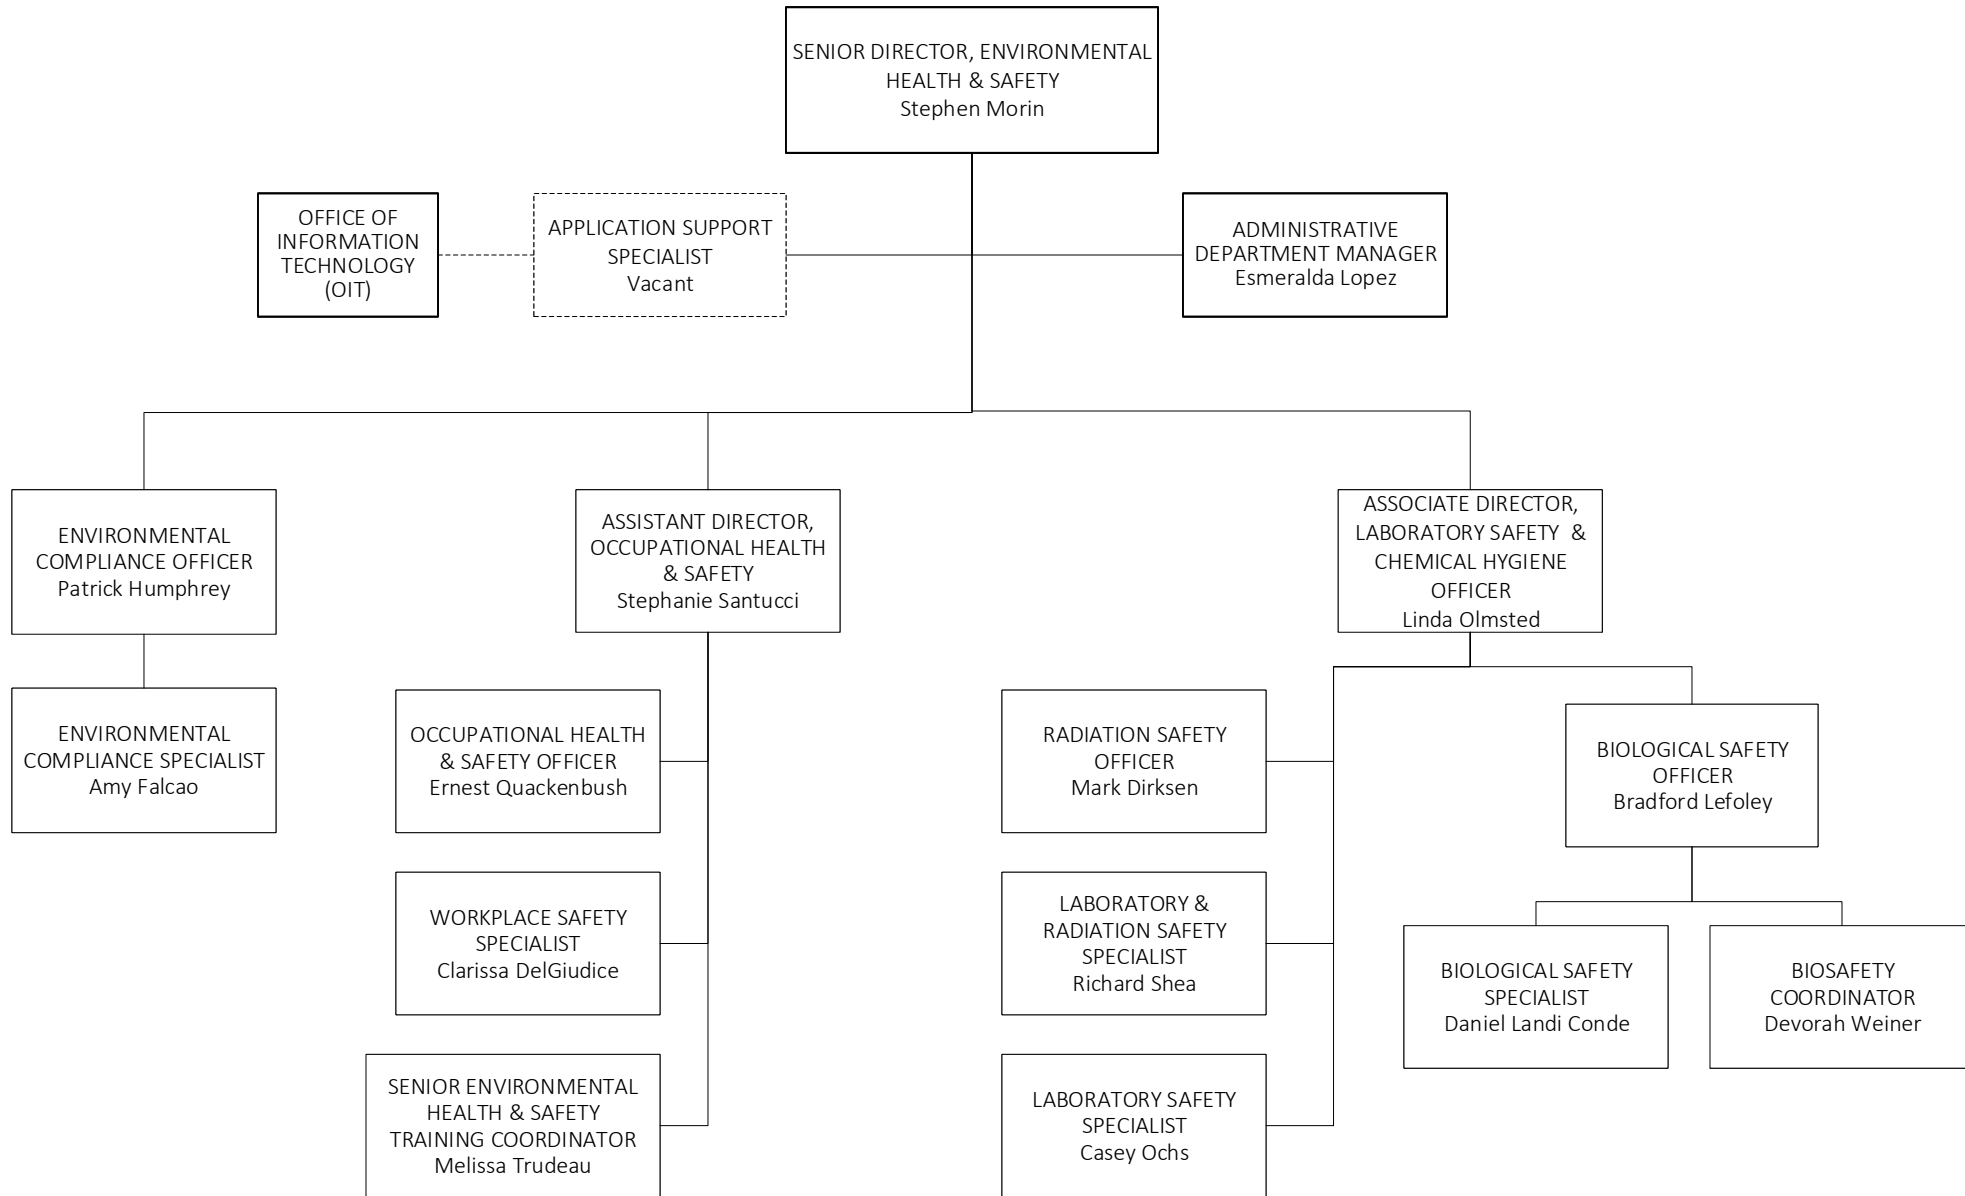 SENIOR DIRECTOR, ENVIRONMENTAL
HEALTH & SAFETY
Stephen Morin
OFFICE OF
INFORMATION
TECHNOLOGY
(OIT)
APPLICATION SUPPORT
SPECIALIST
Vacant
ADMINISTRATIVE
DEPARTMENT MANAGER
Esmeralda Lopez
ENVIRONMENTAL
COMPLIANCE OFFICER
Patrick Humphrey
ASSISTANT DIRECTOR,
OCCUPATIONAL HEALTH
& SAFETY
Stephanie Santucci
ASSOCIATE DIRECTOR,
LABORATORY SAFETY &
CHEMICAL HYGIENE
OFFICER
Linda Olmsted
ENVIRONMENTAL
COMPLIANCE SPECIALIST
Amy Falcao
OCCUPATIONAL HEALTH
& SAFETY OFFICER
Ernest Quackenbush
RADIATION SAFETY
OFFICER
Mark Dirksen
BIOLOGICAL SAFETY
OFFICER
Bradford Lefoley
WORKPLACE SAFETY
SPECIALIST
Clarissa DelGiudice
LABORATORY &
RADIATION SAFETY
SPECIALIST
Richard Shea
BIOLOGICAL SAFETY
SPECIALIST
Daniel Landi Conde
BIOSAFETY
COORDINATOR
Devorah Weiner
SENIOR ENVIRONMENTAL
HEALTH & SAFETY
TRAINING COORDINATOR
Melissa Trudeau
LABORATORY SAFETY
SPECIALIST
Casey Ochs